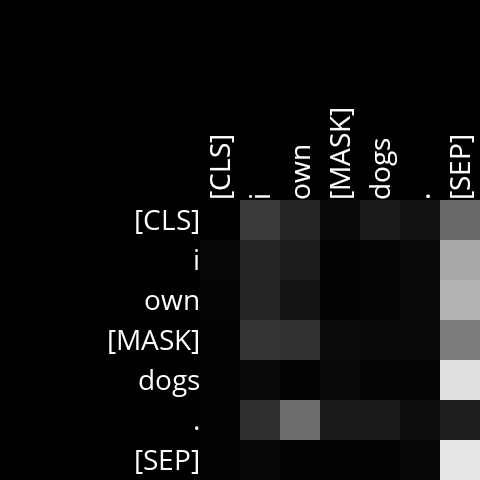 [CLS]
i
own
[MASK]
dogs
.
[SEP]
[CLS]
i
own
[MASK]
dogs
.
[SEP]